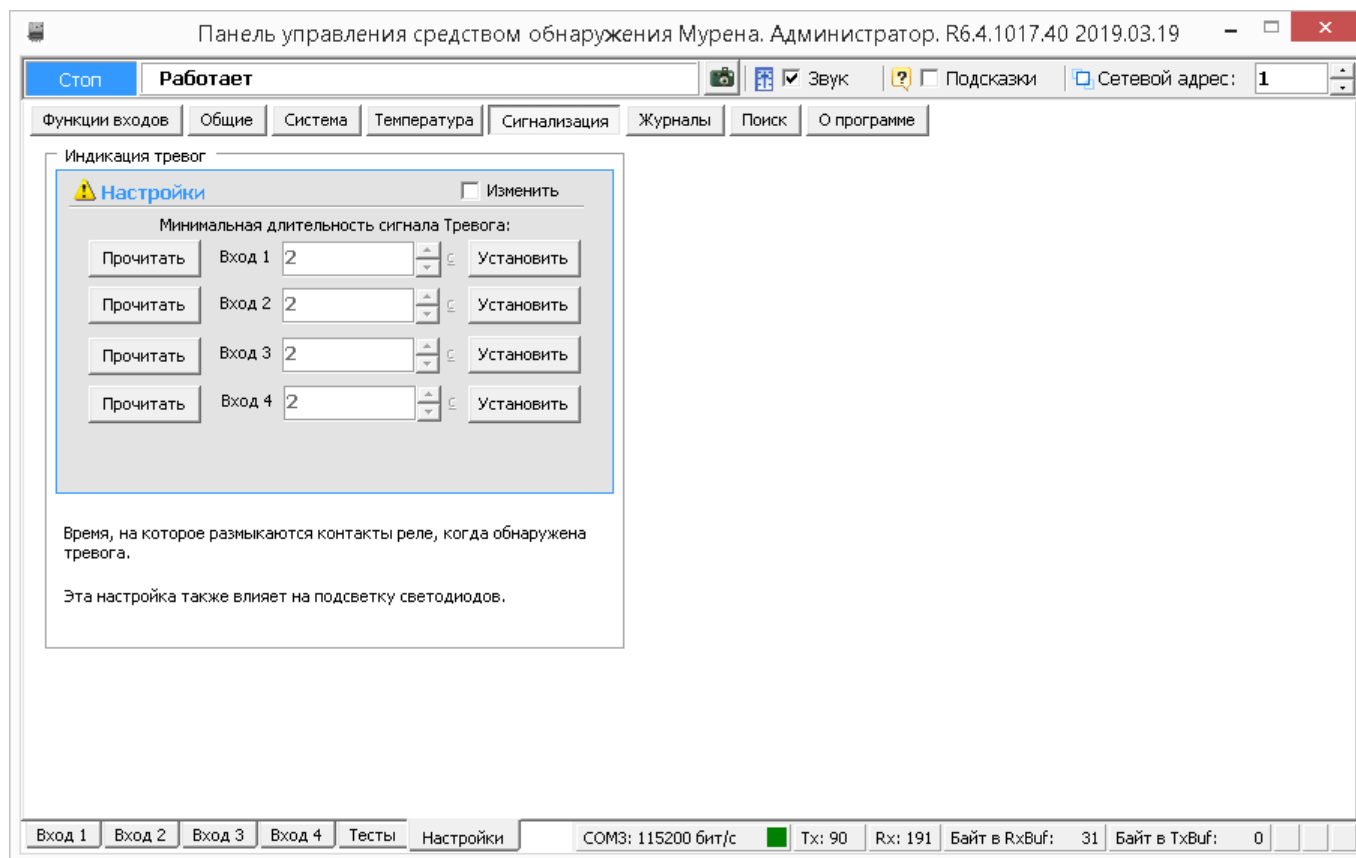 Панель управления средством обнаружения Мурена. Администратор. R6.4.1017.40 2019.03.19
Стоп Работает Звук Подсказки Сетевой адрес: 1
Функции входов Общие Система Температура Сигнализация Журналы Поиск О программе
Индикация тревог
Настройки Изменить
Минимальная длительность сигнала Тревога:
Прочитать Вход 1 2 с Установить
Прочитать Вход 2 2 с Установить
Прочитать Вход 3 2 с Установить
Прочитать Вход 4 2 с Установить
Время, на которое размыкаются контакты реле, когда обнаружена
тревога.
Эта настройка также влияет на подсветку светодиодов.
Вход 1 Вход 2 Вход 3 Вход 4 Тесты Настройки COM3: 115200 бит/с Tx: 90 Rx: 191 Байт в RxBuf: 31 Байт в TxBuf: 0